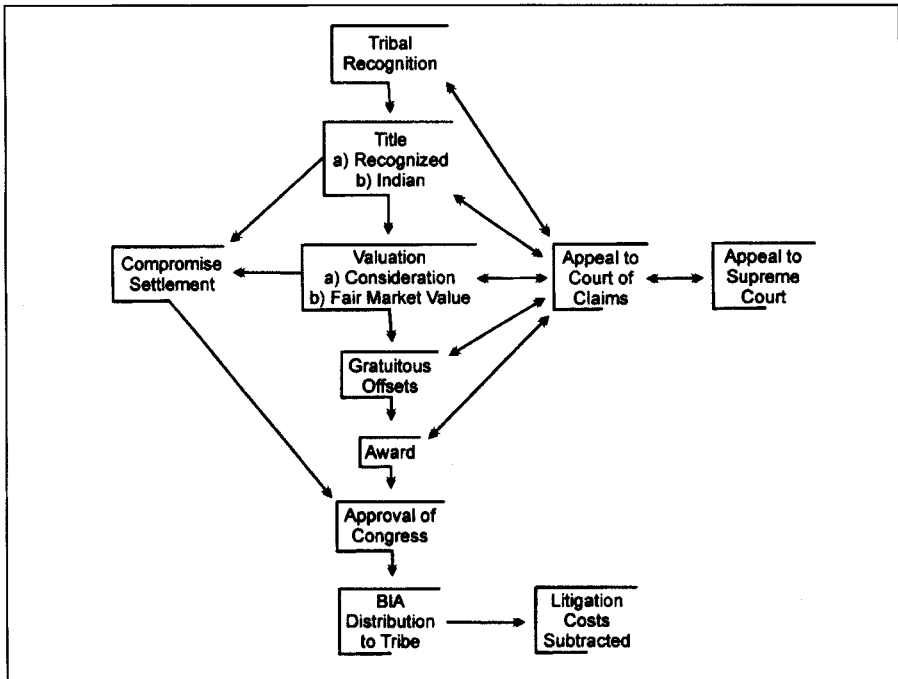 Tribal
Recognition
Title
a) Recognized
b) Indian
Compromise
Settlement
Valuation
a) Consideration
b) Fair Market Value
Appeal to
Court of
Claims
Appeal to
Supreme
Court
Gratuitous
Offsets
Award
Approval of
Congress
BIA
Distribution
to Tribe
Litigation
Costs
Subtracted